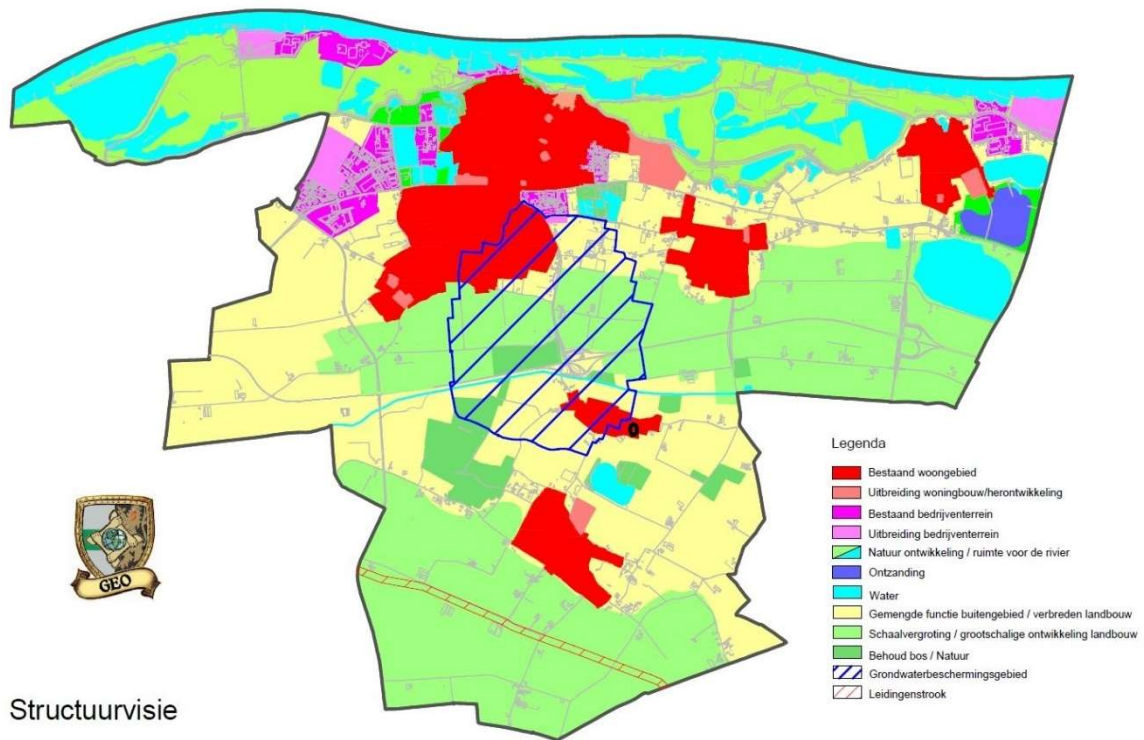 Legenda
Bestaand woongebied
Uitbreiding woningbouw/herontwikkeling
Bestaand bedrijventerrein
Uitbreiding bedrijventerrein
Natuur ontwikkeling / ruimte voor de rivier
Ontzanding
Water
Gemengde functie buitengebied / verbreden landbouw
Schaalvergroting / grootschalige ontwikkeling landbouw
Behoud bos / Natuur
Grondwaterbeschermingsgebied
Leidingenstrook
GEO
Structuurvisie